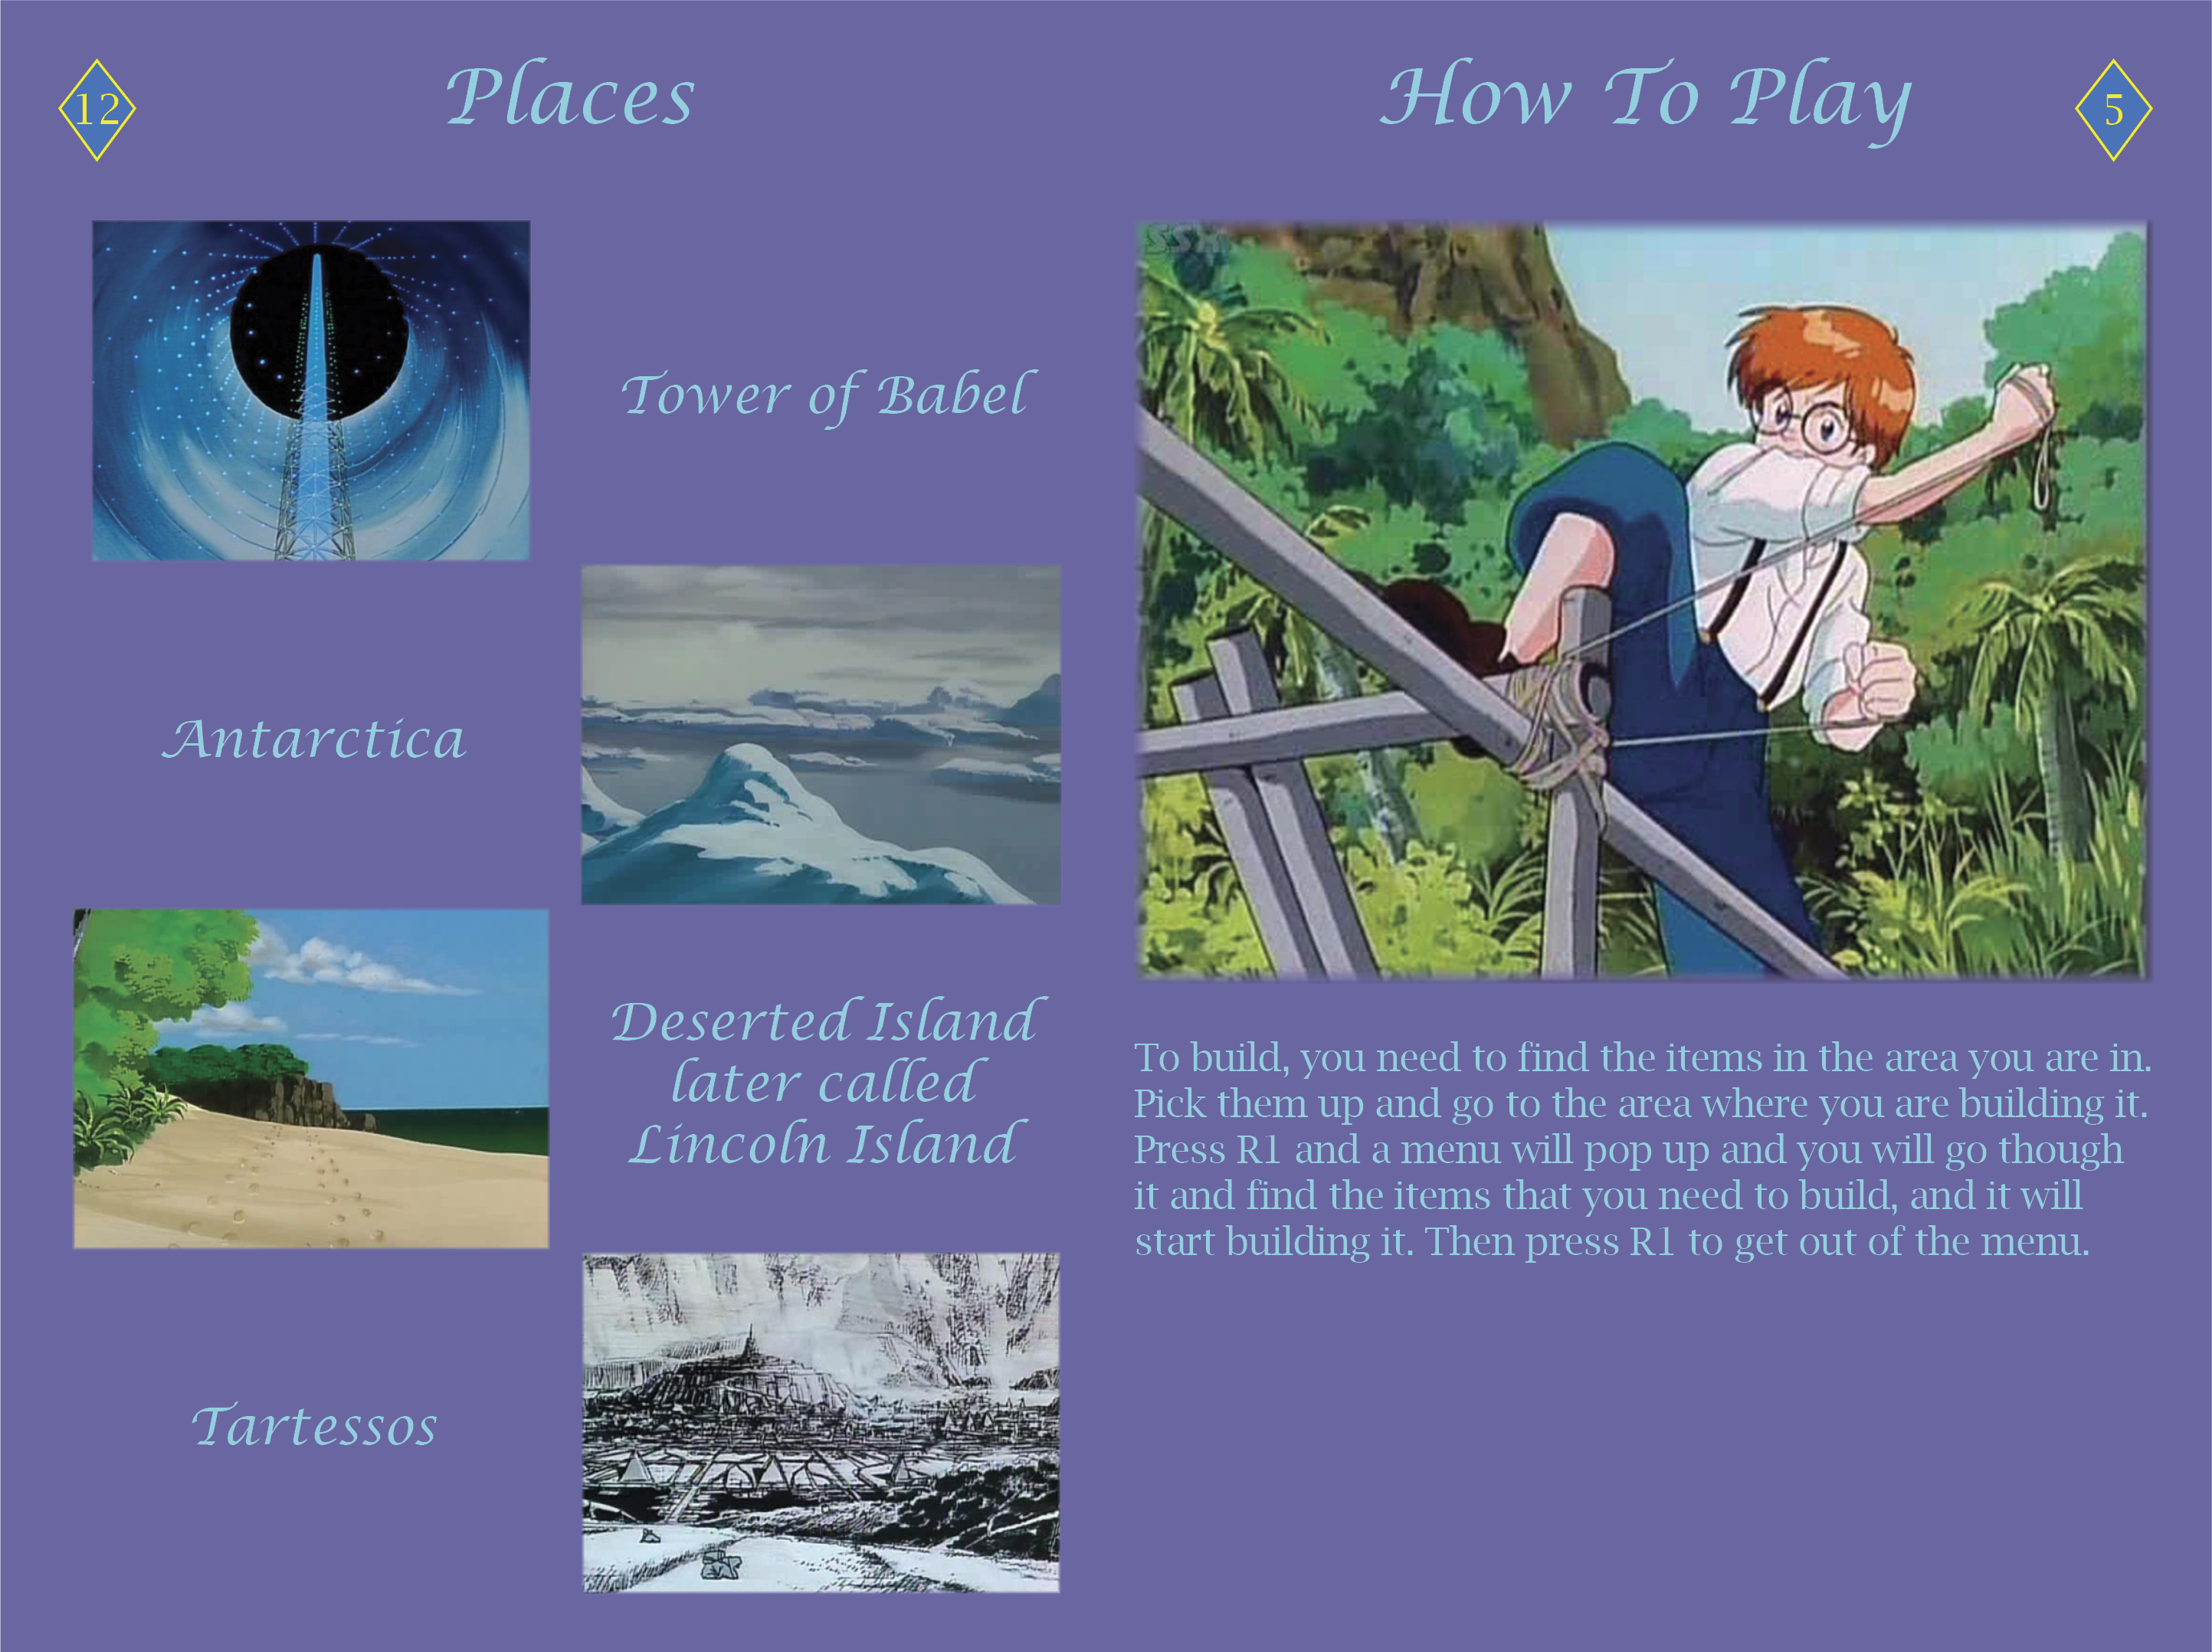 12
Places
Tower of Babel
Antarctica
Deserted Island
later called
Lincoln Island
Tartessos
How To Play
5
To build, you need to find the items in the area you are in.
Pick them up and go to the area where you are building it.
Press R1 and a menu will pop up and you will go though
it and find the items that you need to build, and it will
start building it. Then press R1 to get out of the menu.